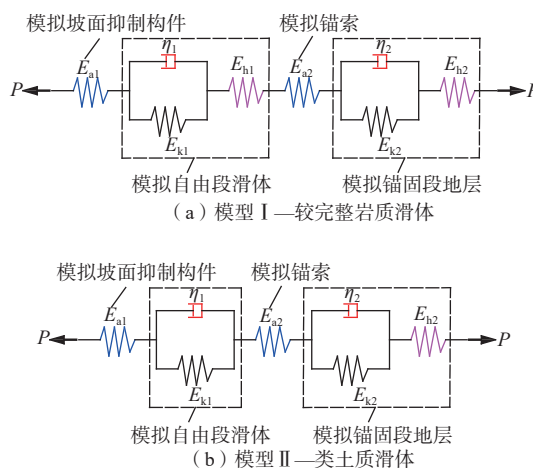 模拟坡面抑制构件 模拟锚索
η1 η2
Ea1 Eh1 Ea2 Eh2
P P
Ek1 Ek2
模拟自由段滑体 模拟锚固段地层
（a）模型Ⅰ—较完整岩质滑体
模拟坡面抑制构件 模拟锚索
η1 η2
Ea1 Ea2 Eh2
P P
Ek1 Ek2
模拟自由段滑体 模拟锚固段地层
（b）模型Ⅱ—类土质滑体